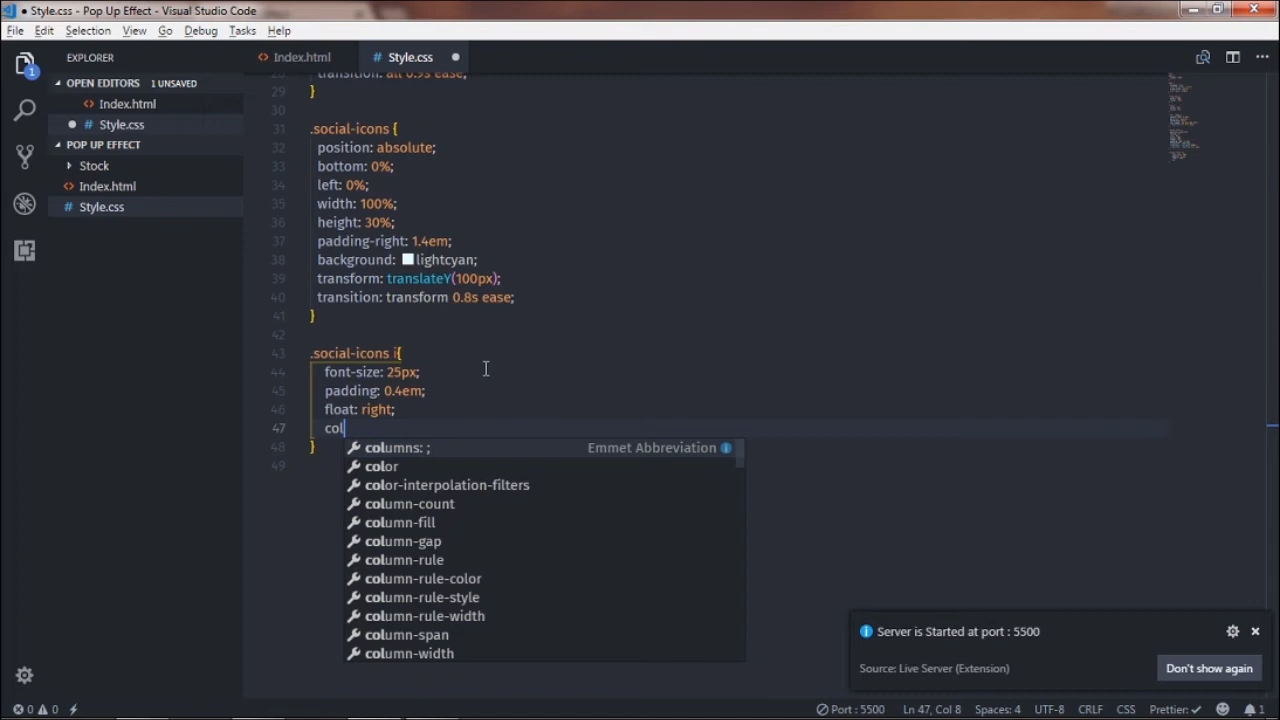 Style.css - Pop Up Effect - Visual Studio Code
File Edit Selection View Go Debug Tasks Help
EXPLORER
OPEN EDITORS 1 UNSAVED
Index.html
Style.css
POP UP EFFECT
Stock
Index.html
Style.css
1
Index.html Style.css
28 transition: all 0.9s ease;
29 }
30
31 .social-icons {
32 position: absolute;
33 bottom: 0%;
34 left: 0%;
35 width: 100%;
36 height: 30%;
37 padding-right: 1.4em;
38 background: lightcyan;
39 transform: translateY(100px);
40 transition: transform 0.8s ease;
41 }
42
43 .social-icons i{
44 font-size: 25px;
45 padding: 0.4em;
46 float: right;
47 col
48 }
49
columns: ; Emmet Abbreviation
color
color-interpolation-filters
column-count
column-fill
column-gap
column-rule
column-rule-color
column-rule-style
column-rule-width
column-span
column-width
Server is Started at port : 5500
Source: Live Server (Extension) Don't show again
0 0 Port : 5500 Ln 47, Col 8 Spaces: 4 UTF-8 CRLF CSS Prettier: 1